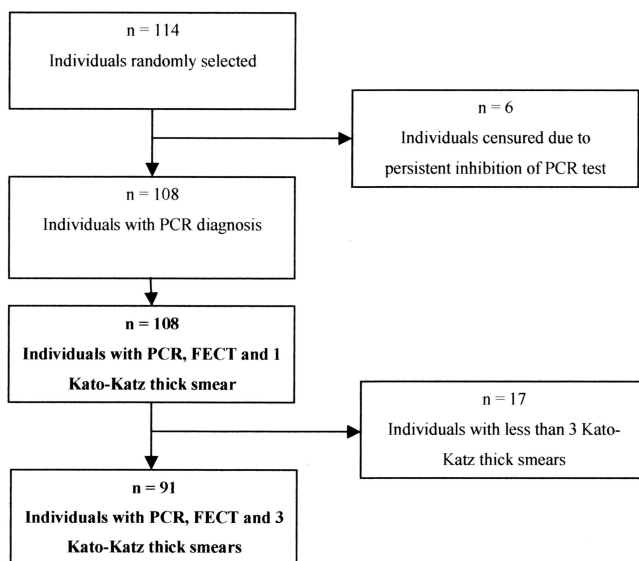 n = 114
Individuals randomly selected
n = 6
Individuals censured due to
persistent inhibition of PCR test
n = 108
Individuals with PCR diagnosis
n = 108
Individuals with PCR, FECT and 1
Kato-Katz thick smear
n = 17
Individuals with less than 3 Kato-
Katz thick smears
n = 91
Individuals with PCR, FECT and 3
Kato-Katz thick smears